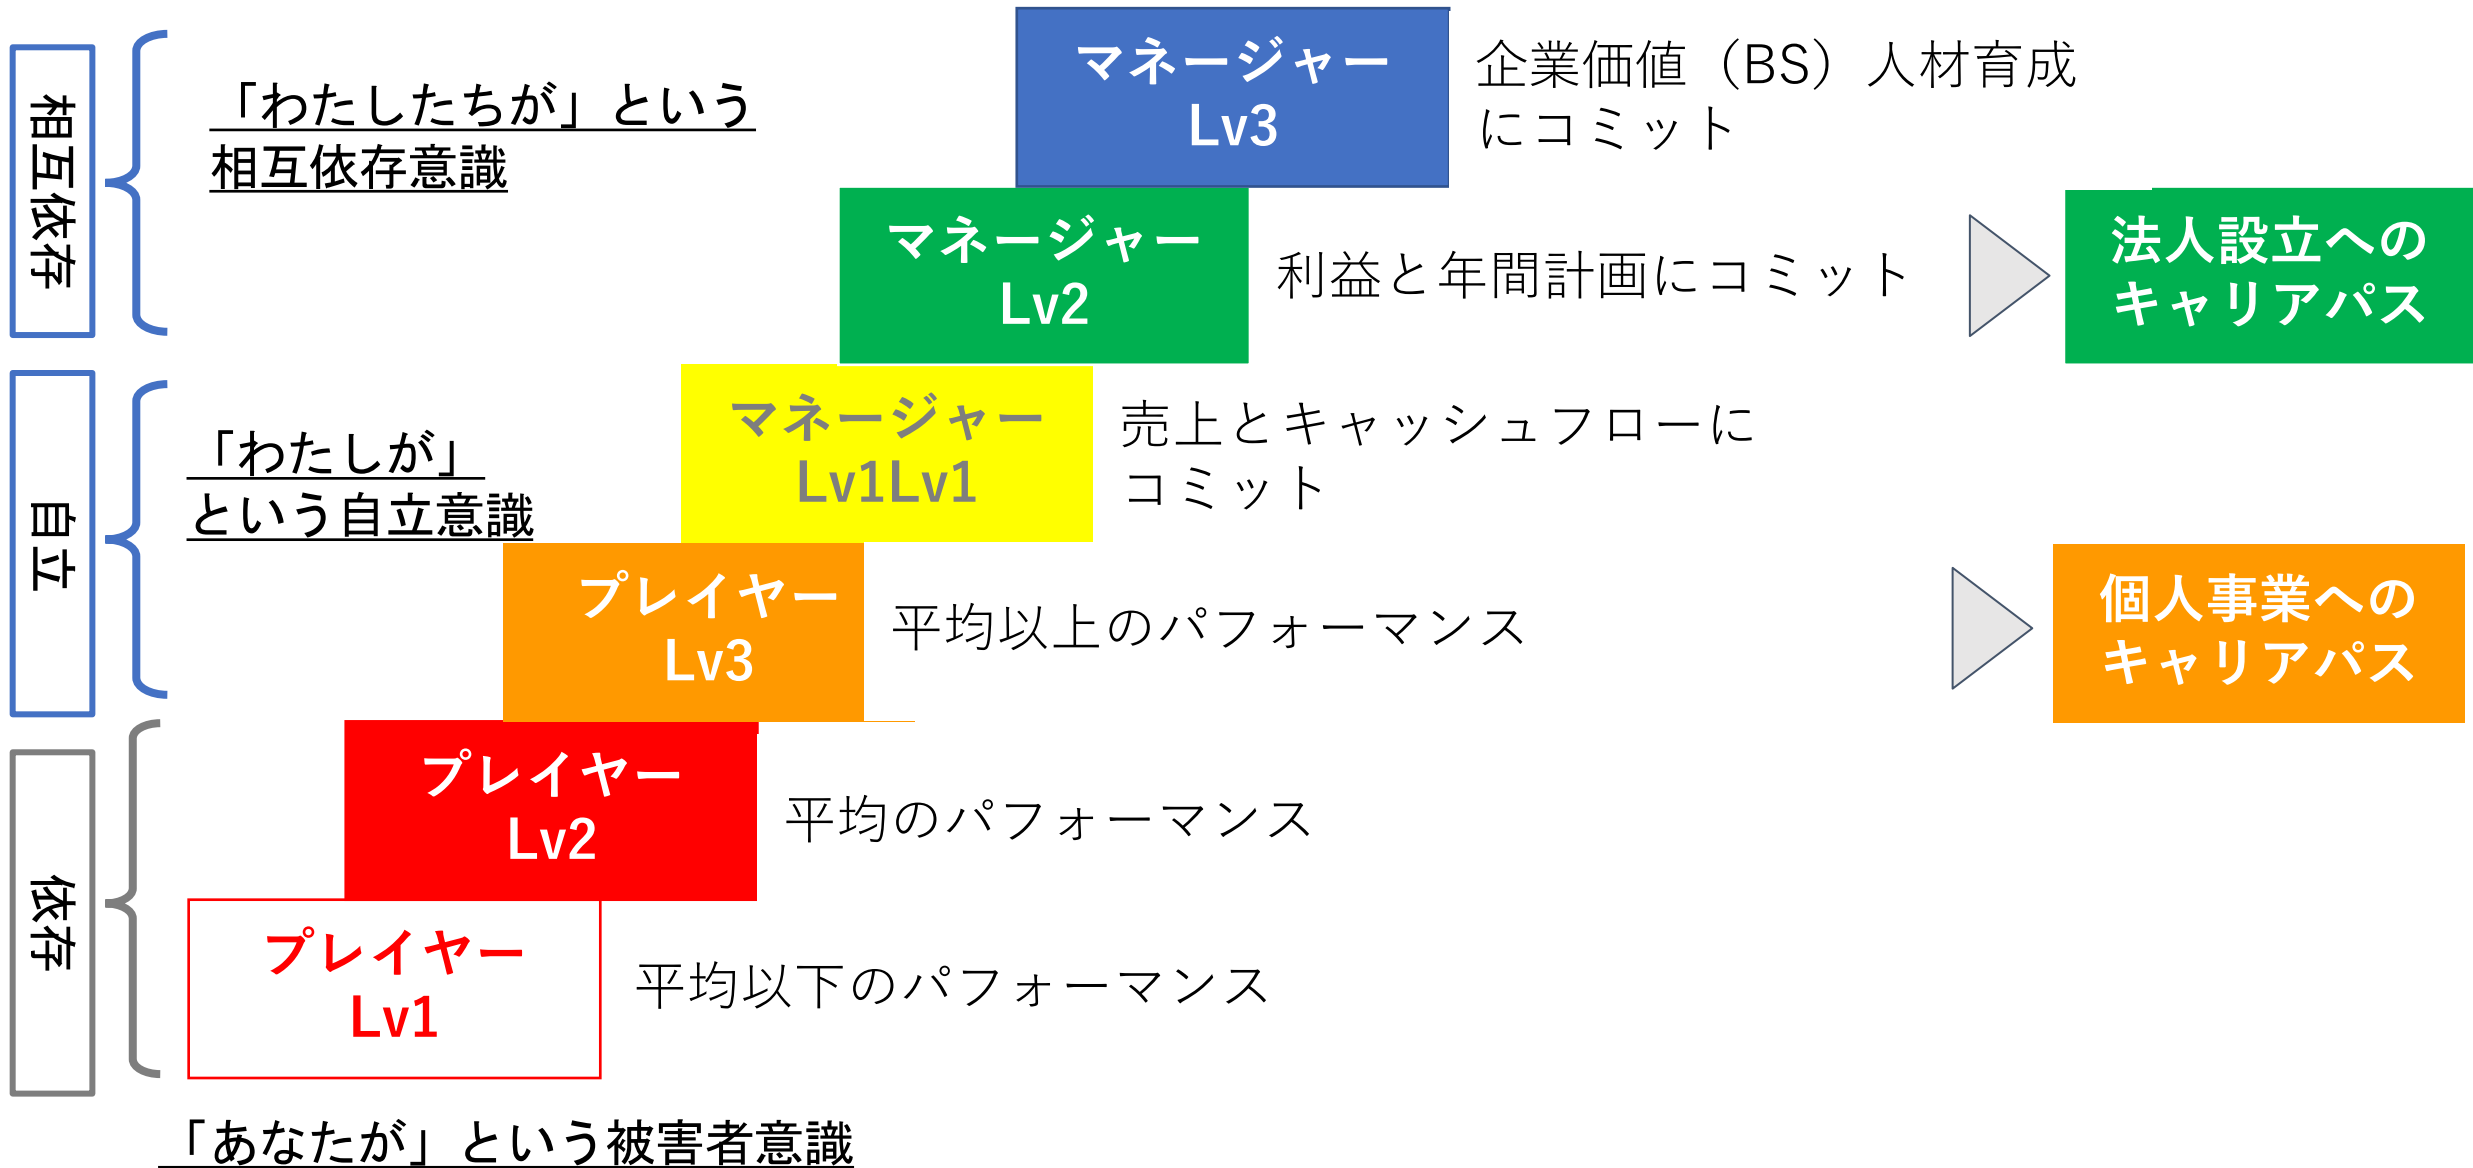 相互依存
「わたしたちが」という
相互依存意識
マネージャー
Lv3
企業価値（BS）人材育成
にコミット
マネージャー
Lv2
利益と年間計画にコミット
法人設立への
キャリアパス
自立
「わたしが」
という自立意識
マネージャー
Lv1Lv1
売上とキャッシュフローに
コミット
プレイヤー
Lv3
平均以上のパフォーマンス
個人事業への
キャリアパス
依存
プレイヤー
Lv2
平均のパフォーマンス
プレイヤー
Lv1
平均以下のパフォーマンス
「あなたが」という被害者意識